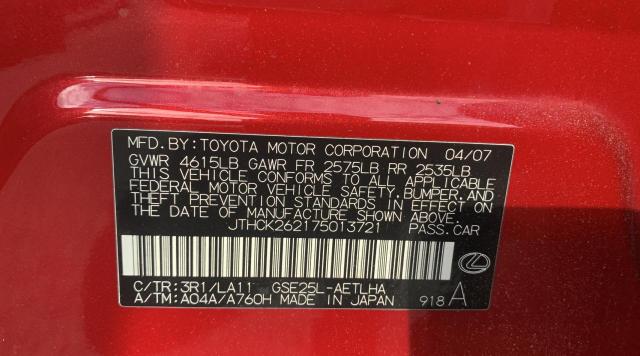 MFD. BY: TOYOTA MOTOR CORPORATION 04/07
GVWR 4615LB GAWR FR 2575LB RR 2535LB
THIS VEHICLE CONFORMS TO ALL APPLICABLE
FEDERAL MOTOR VEHICLE SAFETY, BUMPER, AND
THEFT PREVENTION STANDARDS IN EFFECT ON
THE DATE OF MANUFACTURE SHOWN ABOVE.
JTHCK262175013721 PASS. CAR
C/TR: 3R1/LA11 GSE25L-AETLHA
A/TM: A04A/A760H MADE IN JAPAN 918 A